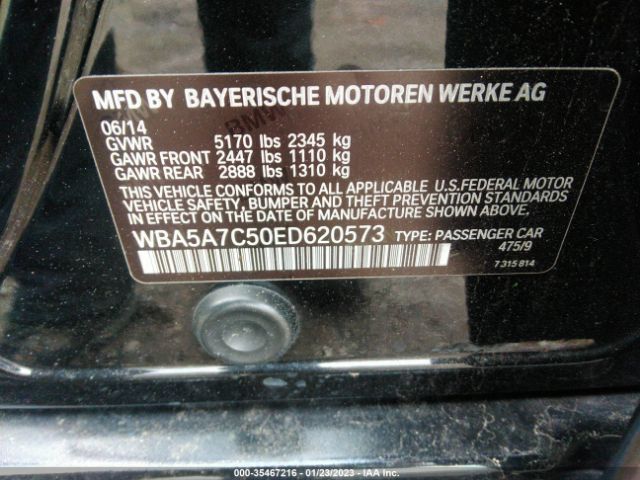 MFD BY BAYERISCHE MOTOREN WERKE AG
06/14
GVWR 5170 lbs 2345 kg
GAWR FRONT 2447 lbs 1110 kg
GAWR REAR 2888 lbs 1310 kg
THIS VEHICLE CONFORMS TO ALL APPLICABLE U.S.FEDERAL MOTOR
VEHICLE SAFETY, BUMPER AND THEFT PREVENTION STANDARDS
IN EFFECT ON THE DATE OF MANUFACTURE SHOWN ABOVE.
WBA5A7C50ED620573 TYPE: PASSENGER CAR
475/9
7 315 814
000-35467216 - 01/23/2023 - IAA Inc.